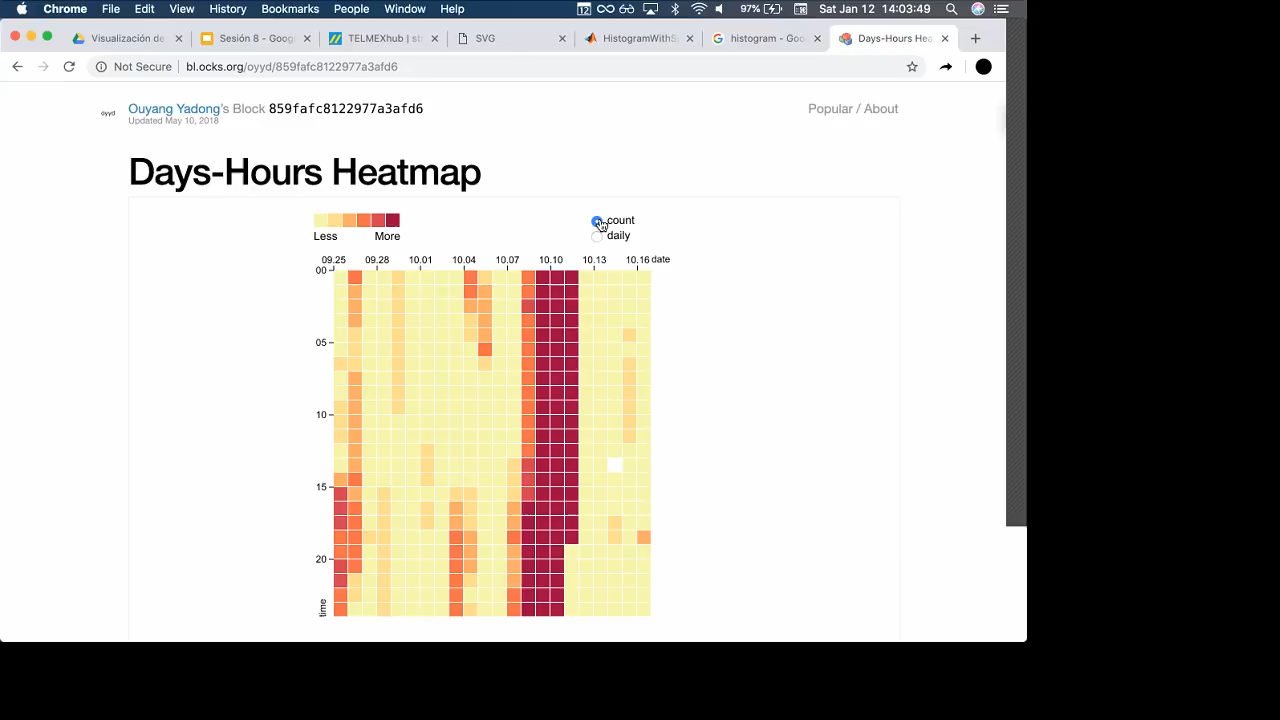 Chrome File Edit View History Bookmarks People Window Help 12 97% Sat Jan 12 14:03:49
Visualización de Sesión 8 - Goog TELMEXhub | str SVG HistogramWithS histogram - Goo Days-Hours Hea
Not Secure bl.ocks.org/oyyd/859fafc8122977a3afd6
oyyd Ouyang Yadong's Block 859fafc8122977a3afd6 Popular / About
Updated May 10, 2018
Days-Hours Heatmap
count
Less More daily
09.25 09.28 10.01 10.04 10.07 10.10 10.13 10.16 date
00
05
10
15
20
time